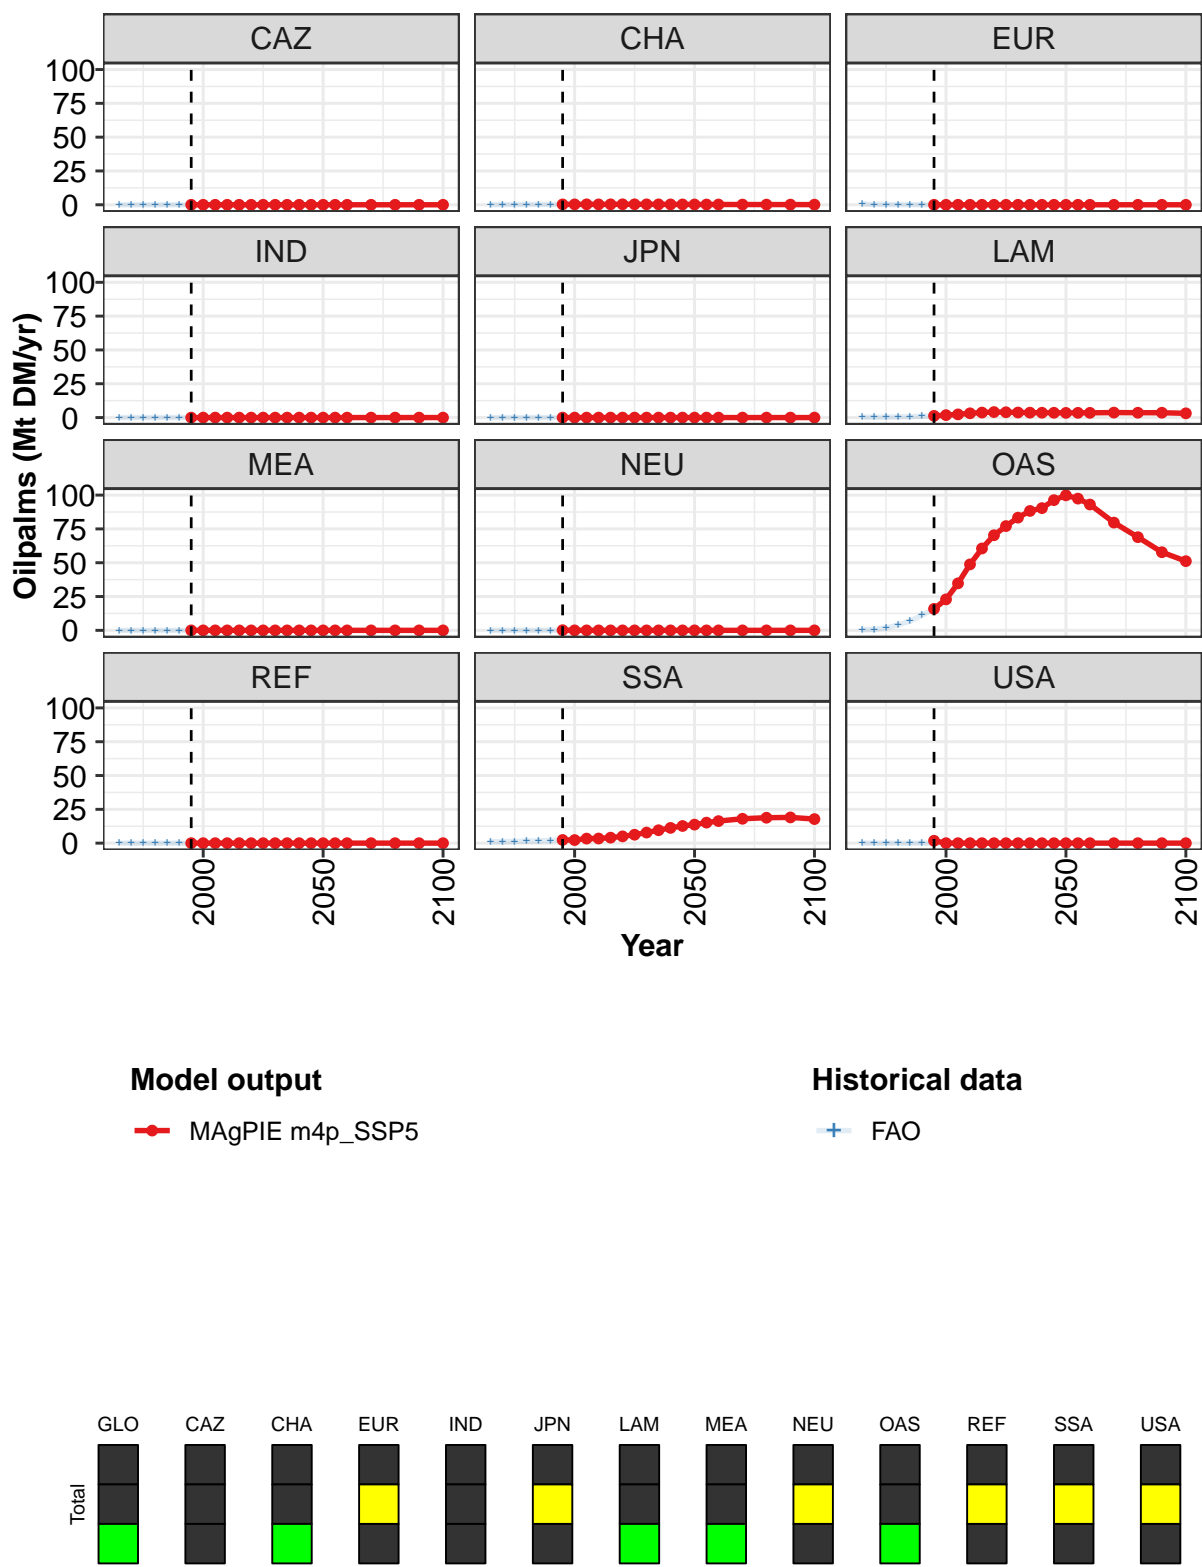 CAZ CHA EUR
100
75
50
25
0
IND JPN LAM
100
75
50
25
0
MEA NEU OAS
100
75
50
25
0
REF SSA USA
100
75
50
25
0
Oilpalms (Mt DM/yr)
2000 2050 2100 2000 2050 2100 2000 2050 2100
Year
Model output Historical data
MAgPIE m4p_SSP5 FAO
GLO CAZ CHA EUR IND JPN LAM MEA NEU OAS REF SSA USA
Total